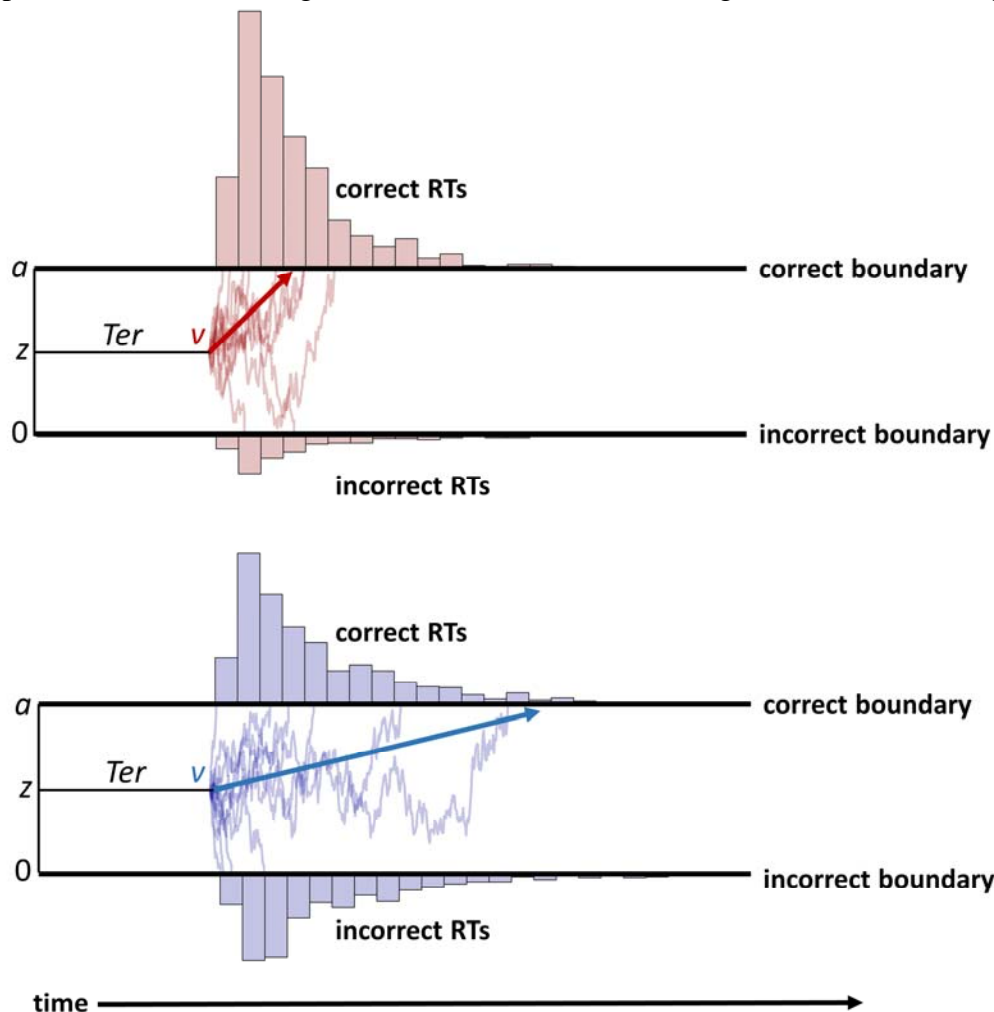 correct RTs
a
correct boundary
Ter
v
z
0
incorrect boundary
incorrect RTs
correct RTs
a
correct boundary
Ter
v
z
0
incorrect boundary
incorrect RTs
time